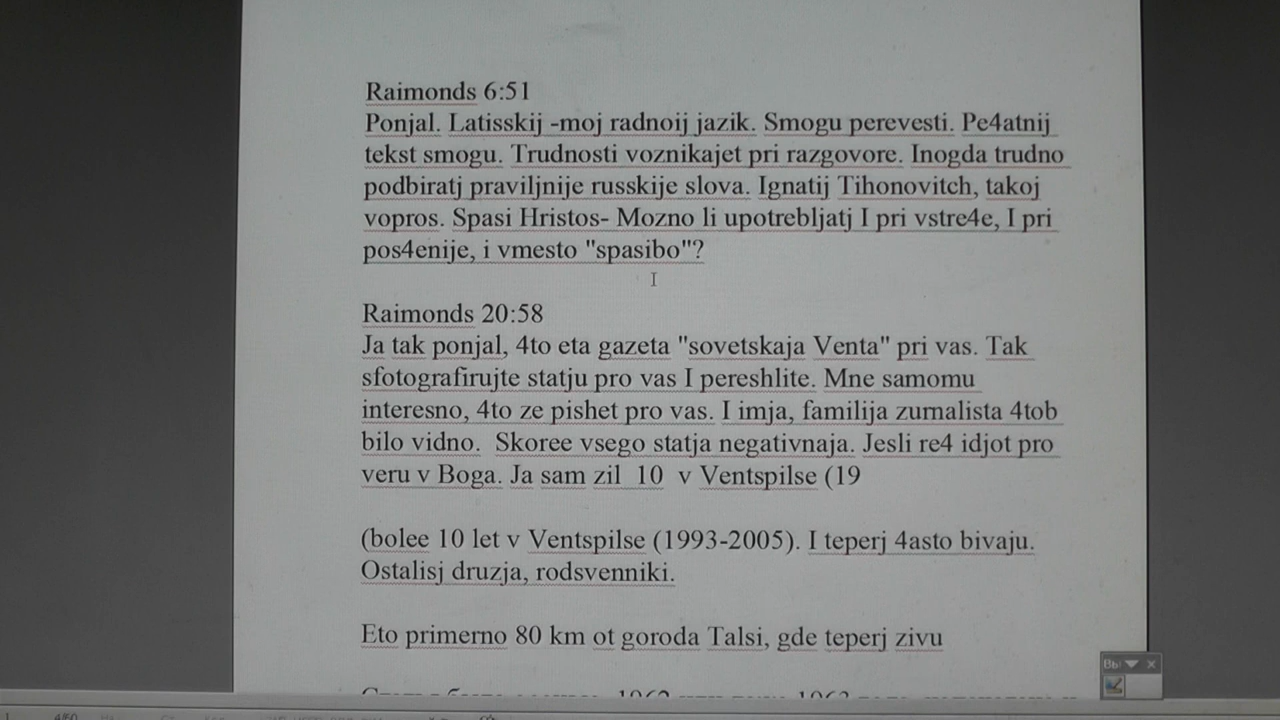 Raimonds 6:51
Ponjal. Latisskij -moj radnoij jazik. Smogu perevesti. Pe4atnij
tekst smogu. Trudnosti voznikajet pri razgovore. Inogda trudno
podbiratj praviljnije russkije slova. Ignatij Tihonovitch, takoj
vopros. Spasi Hristos- Mozno li upotrebljatj I pri vstre4e, I pri
pos4enije, i vmesto "spasibo"?
Raimonds 20:58
Ja tak ponjal, 4to eta gazeta "sovetskaja Venta" pri vas. Tak
sfotografirujte statju pro vas I pereshlite. Mne samomu
interesno, 4to ze pishet pro vas. I imja, familija zurnalista 4tob
bilo vidno. Skoree vsego statja negativnaja. Jesli re4 idjot pro
veru v Boga. Ja sam zil 10 v Ventspilse (19
(bolee 10 let v Ventspilse (1993-2005). I teperj 4asto bivaju.
Ostalisj druzja, rodsvenniki.
Eto primerno 80 km ot goroda Talsi, gde teperj zivu